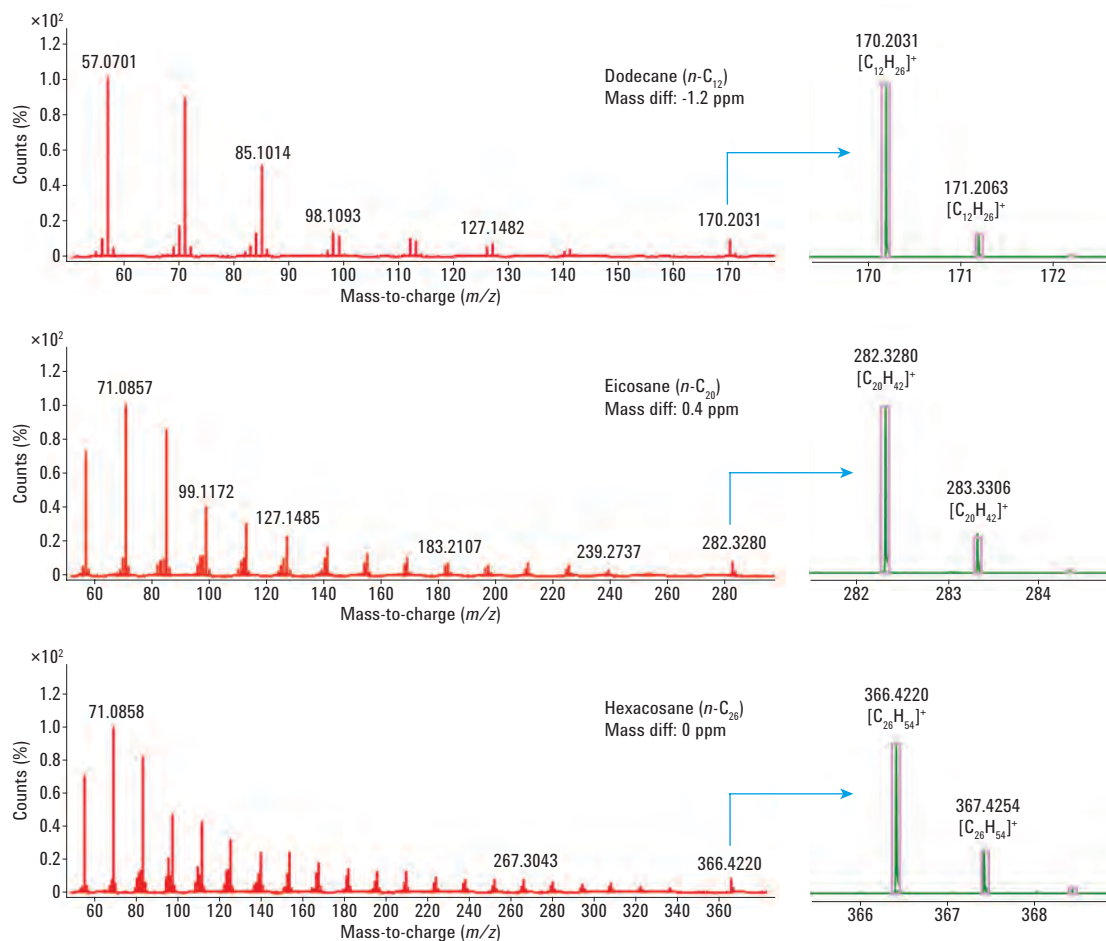 ×10²
1.2
1.0
0.8
0.6
0.4
0.2
0
Counts (%)
57.0701
85.1014
98.1093
127.1482
170.2031
Dodecane (n-C₁₂)
Mass diff: -1.2 ppm
60 70 80 90 100 110 120 130 140 150 160 170
Mass-to-charge (m/z)
170.2031
[C₁₂H₂₆]⁺
171.2063
[C₁₂H₂₆]⁺
170 171 172
×10²
1.2
1.0
0.8
0.6
0.4
0.2
0
Counts (%)
71.0857
99.1172
127.1485
183.2107
239.2737
282.3280
Eicosane (n-C₂₀)
Mass diff: 0.4 ppm
60 80 100 120 140 160 180 200 220 240 260 280
Mass-to-charge (m/z)
282.3280
[C₂₀H₄₂]⁺
283.3306
[C₂₀H₄₂]⁺
282 283 284
×10²
1.2
1.0
0.8
0.6
0.4
0.2
0
Counts (%)
71.0858
267.3043
366.4220
Hexacosane (n-C₂₆)
Mass diff: 0 ppm
60 80 100 120 140 160 180 200 220 240 260 280 300 320 340 360
Mass-to-charge (m/z)
366.4220
[C₂₆H₅₄]⁺
367.4254
[C₂₆H₅₄]⁺
366 367 368